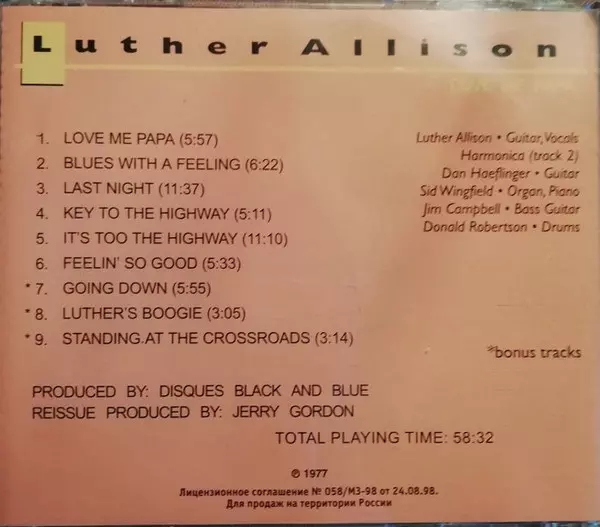 Luther Allison
1. LOVE ME PAPA (5:57)
2. BLUES WITH A FEELING (6:22)
3. LAST NIGHT (11:37)
4. KEY TO THE HIGHWAY (5:11)
5. IT'S TOO THE HIGHWAY (11:10)
6. FEELIN' SO GOOD (5:33)
*7. GOING DOWN (5:55)
*8. LUTHER'S BOOGIE (3:05)
*9. STANDING.AT THE CROSSROADS (3:14)
Luther Allison • Guitar, Vocals
Harmonica (track 2)
Dan Haeflinger • Guitar
Sid Wingfield • Organ, Piano
Jim Campbell • Bass Guitar
Donald Robertson • Drums
*bonus tracks
PRODUCED BY: DISQUES BLACK AND BLUE
REISSUE PRODUCED BY: JERRY GORDON
TOTAL PLAYING TIME: 58:32
℗ 1977
Лицензионное соглашение № 058/МЗ-98 от 24.08.98.
Для продаж на территории России